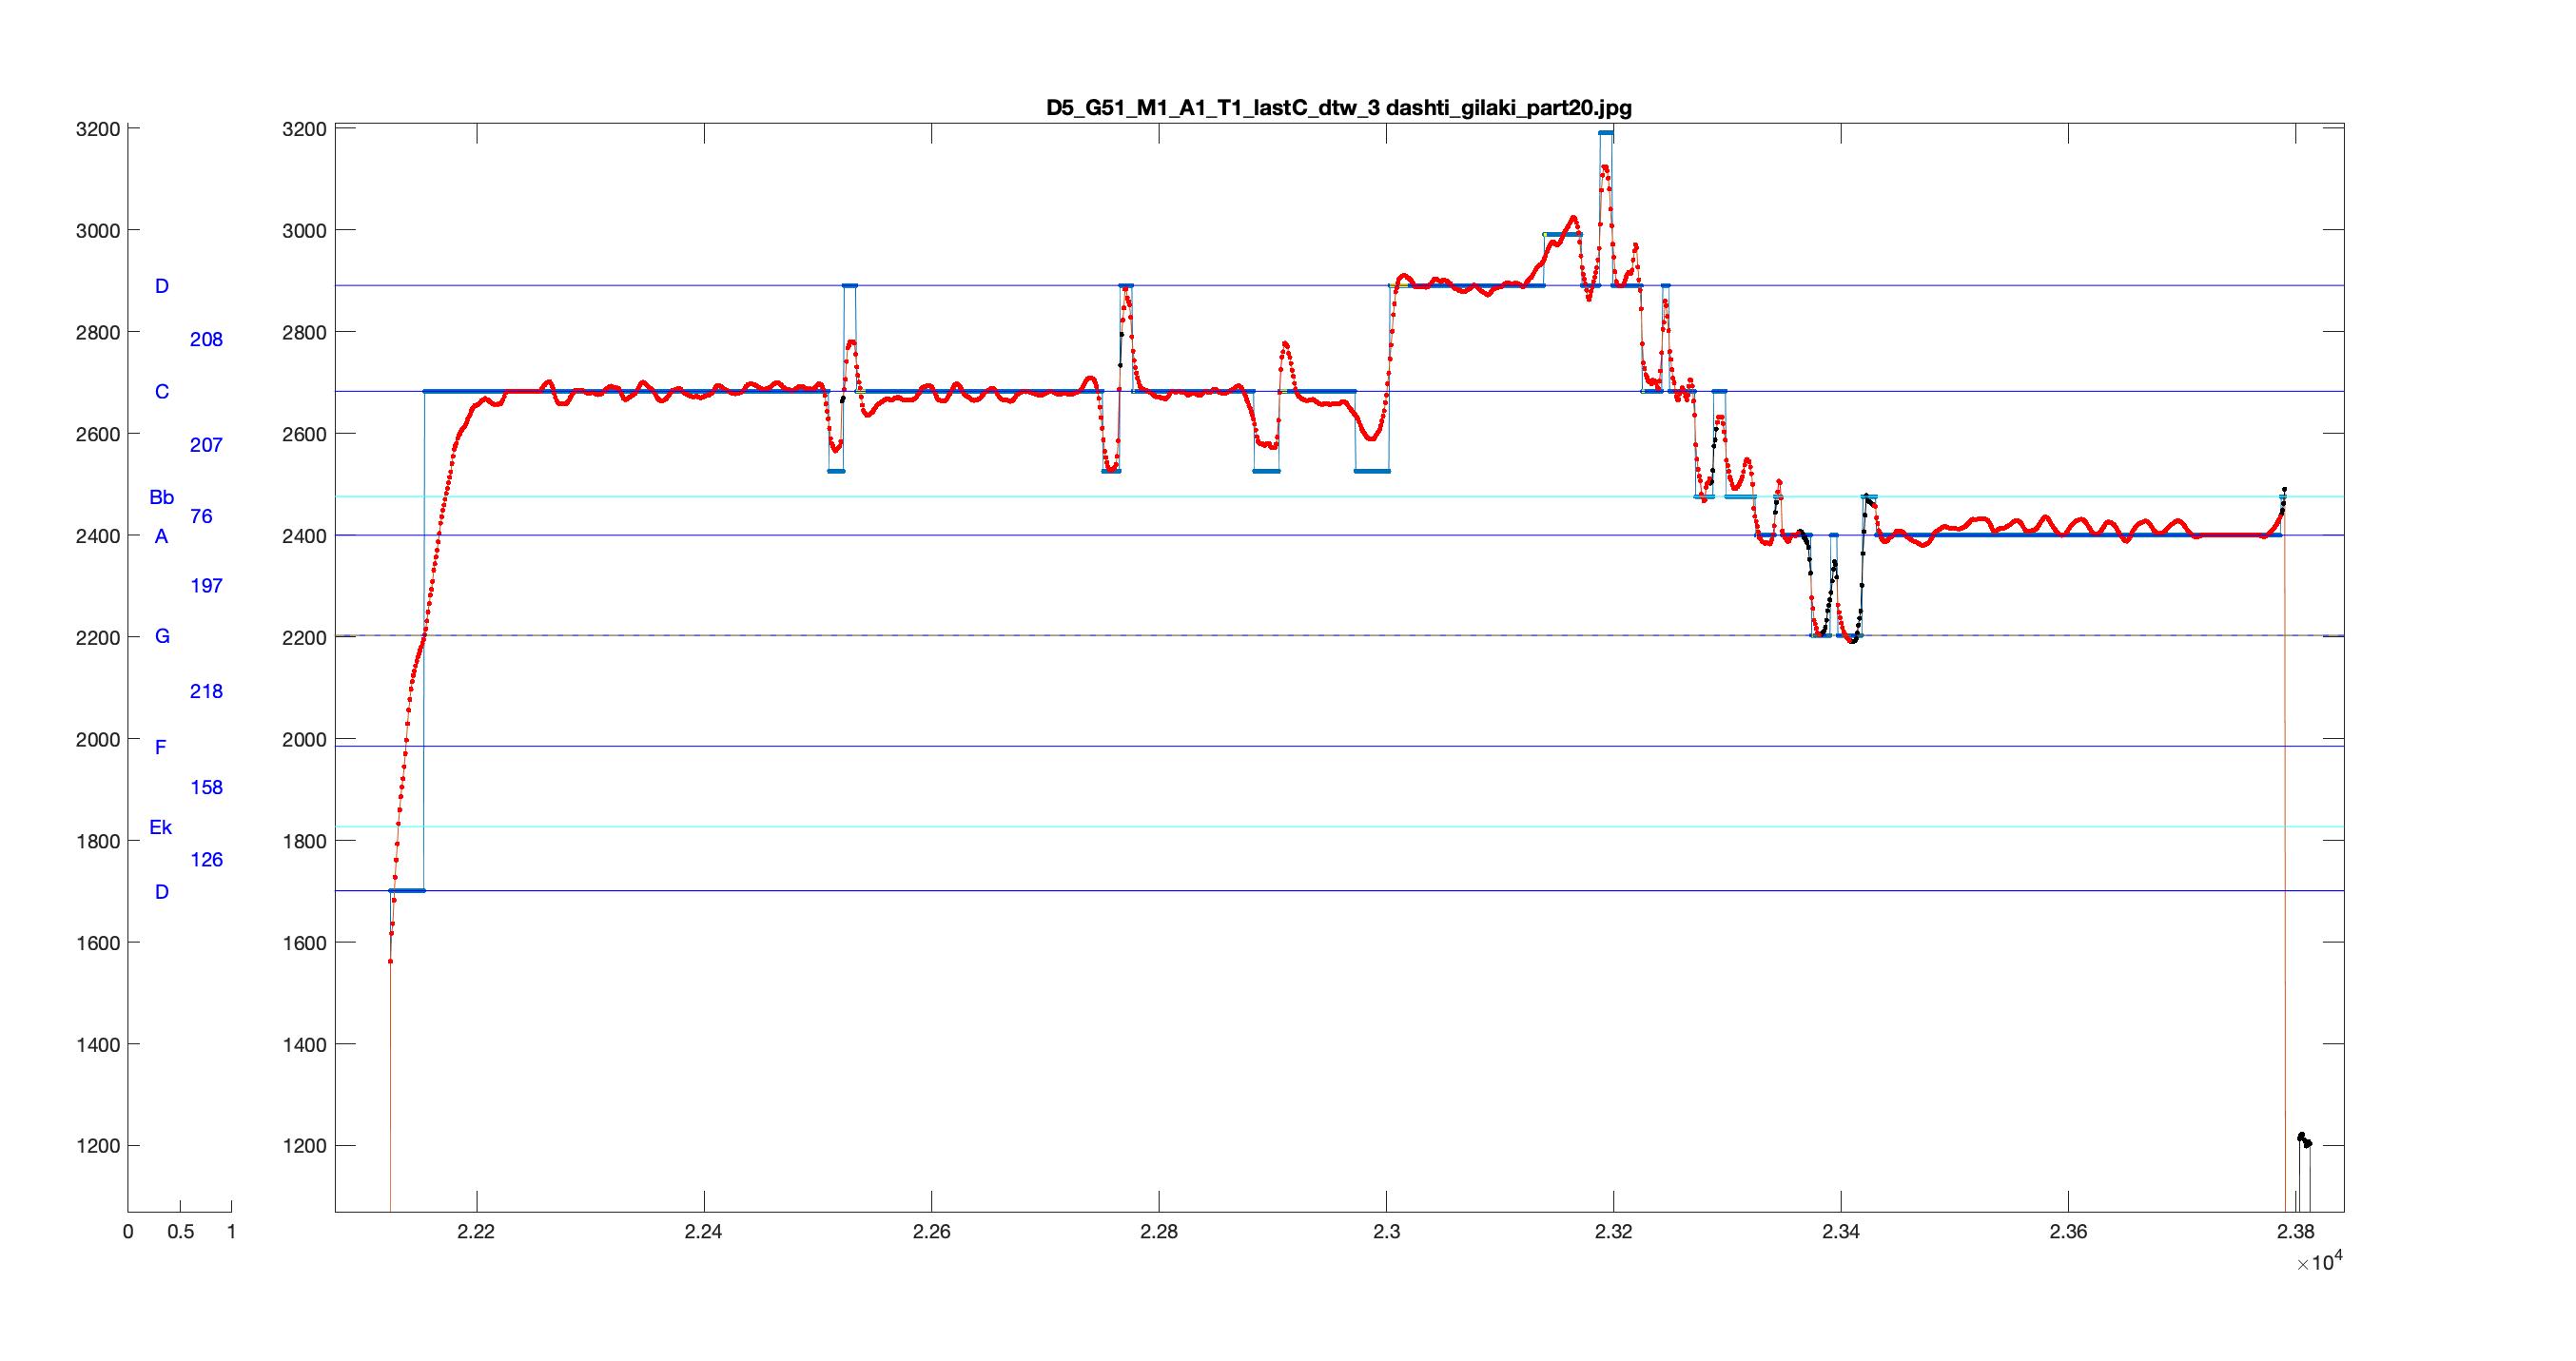 D5_G51_M1_A1_T1_lastC_dtw_3 dashti_gilaki_part20.jpg
3200 3200
3000 3000
D
2800 208 2800
C
2600 207 2600
Bb
76
2400 A 2400
197
2200 G 2200
218
2000 F 2000
158
1800 Ek 1800
126
D
1600 1600
1400 1400
1200 1200
0 0.5 1 2.22 2.24 2.26 2.28 2.3 2.32 2.34 2.36 2.38
×10^4